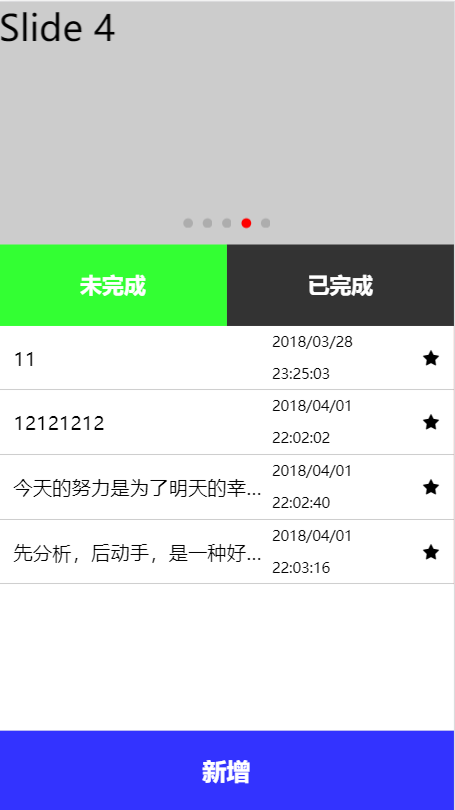 Slide 4
未完成 已完成
11 2018/03/28
23:25:03
12121212 2018/04/01
22:02:02
今天的努力是为了明天的幸... 2018/04/01
22:02:40
先分析，后动手，是一种好... 2018/04/01
22:03:16
新增